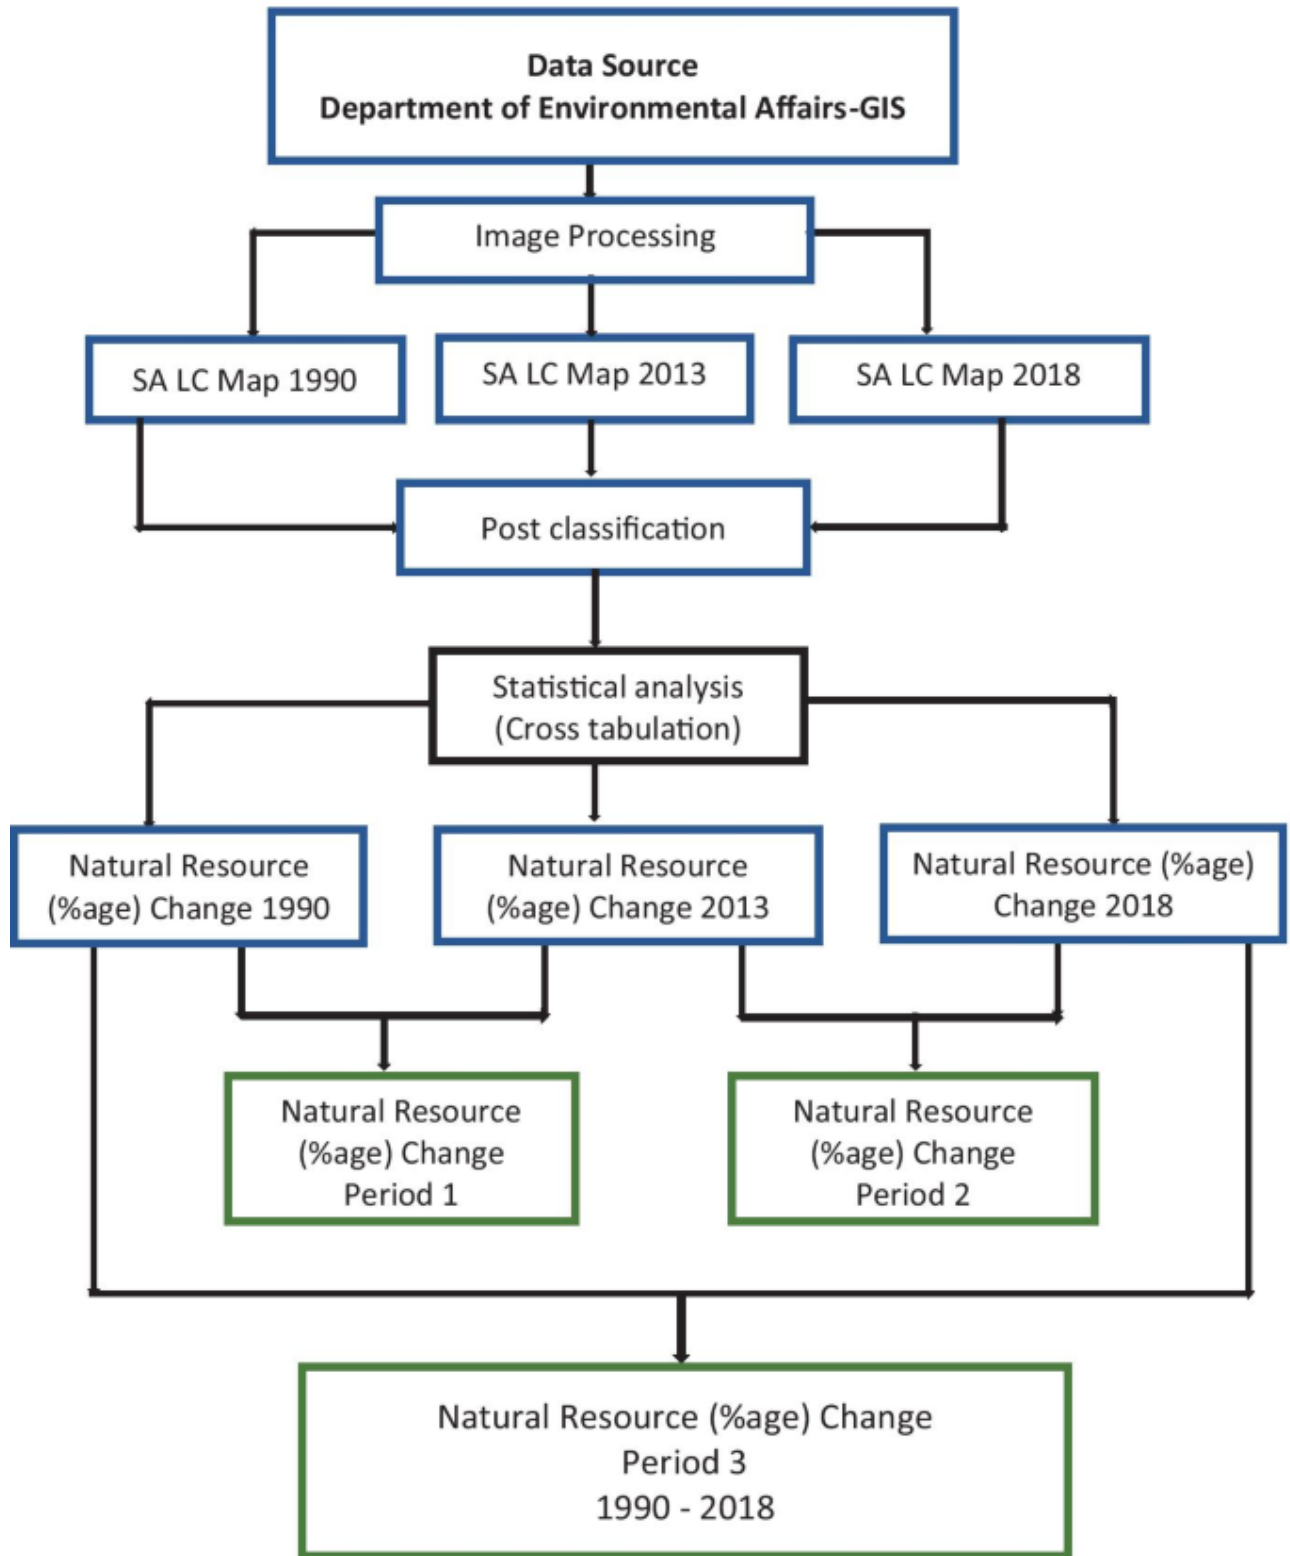 Data Source
Department of Environmental Affairs-GIS
Image Processing
SA LC Map 1990
SA LC Map 2013
SA LC Map 2018
Post classification
Statistical analysis
(Cross tabulation)
Natural Resource
(%age) Change 1990
Natural Resource
(%age) Change 2013
Natural Resource (%age)
Change 2018
Natural Resource
(%age) Change
Period 1
Natural Resource
(%age) Change
Period 2
Natural Resource (%age) Change
Period 3
1990 - 2018